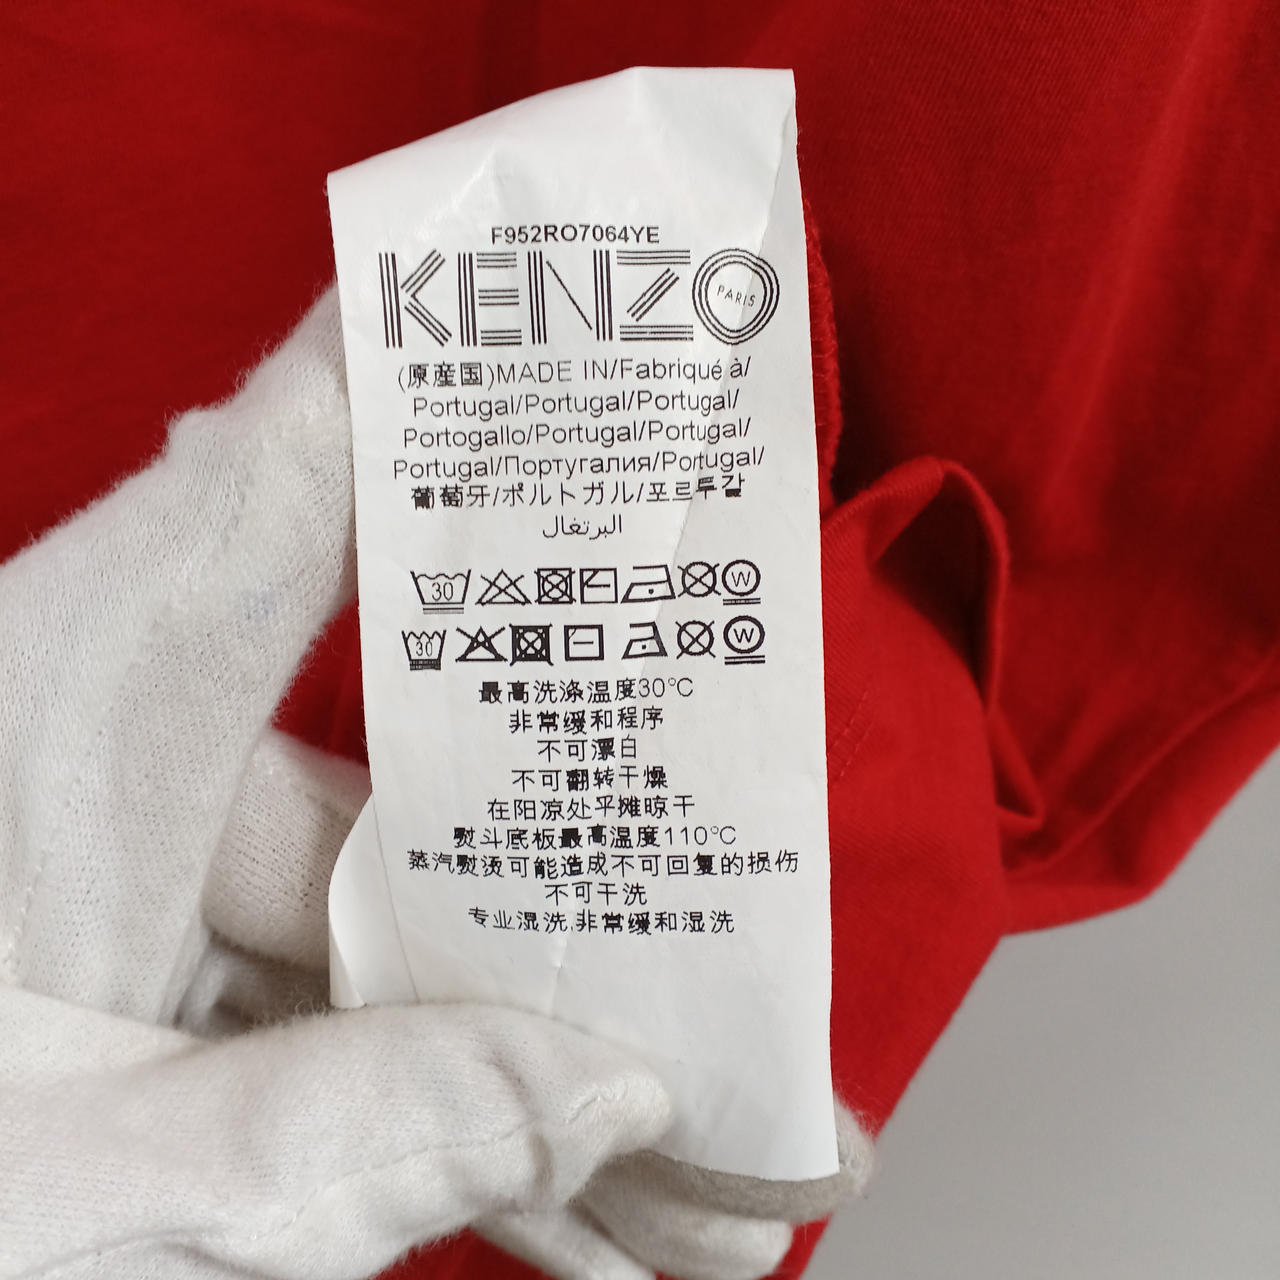 F952RO7064YE
KENZO
PARIS
(原産国)MADE IN/Fabriqué à/
Portugal/Portugal/Portugal/
Portogallo/Portugal/Portugal/
Portugal/Португалия/Portugal/
葡萄牙/ポルトガル/포르투갈
البرتغال
30 W
30 W
最高洗涤温度30°C
非常缓和程序
不可漂白
不可翻转干燥
在阳凉处平摊晾干
熨斗底板最高温度110°C
蒸汽熨烫可能造成不可回复的损伤
不可干洗
专业湿洗,非常缓和湿洗